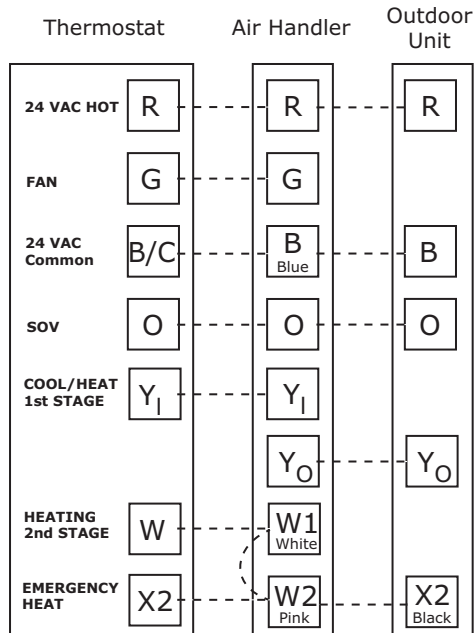 Thermostat Air Handler Outdoor
Unit
24 VAC HOT R R R
FAN G G
24 VAC
Common B/C B B
Blue
SOV O O O
COOL/HEAT
1st STAGE YI YI
YO YO
HEATING
2nd STAGE W W1
White
EMERGENCY
HEAT X2 W2 X2
Pink Black